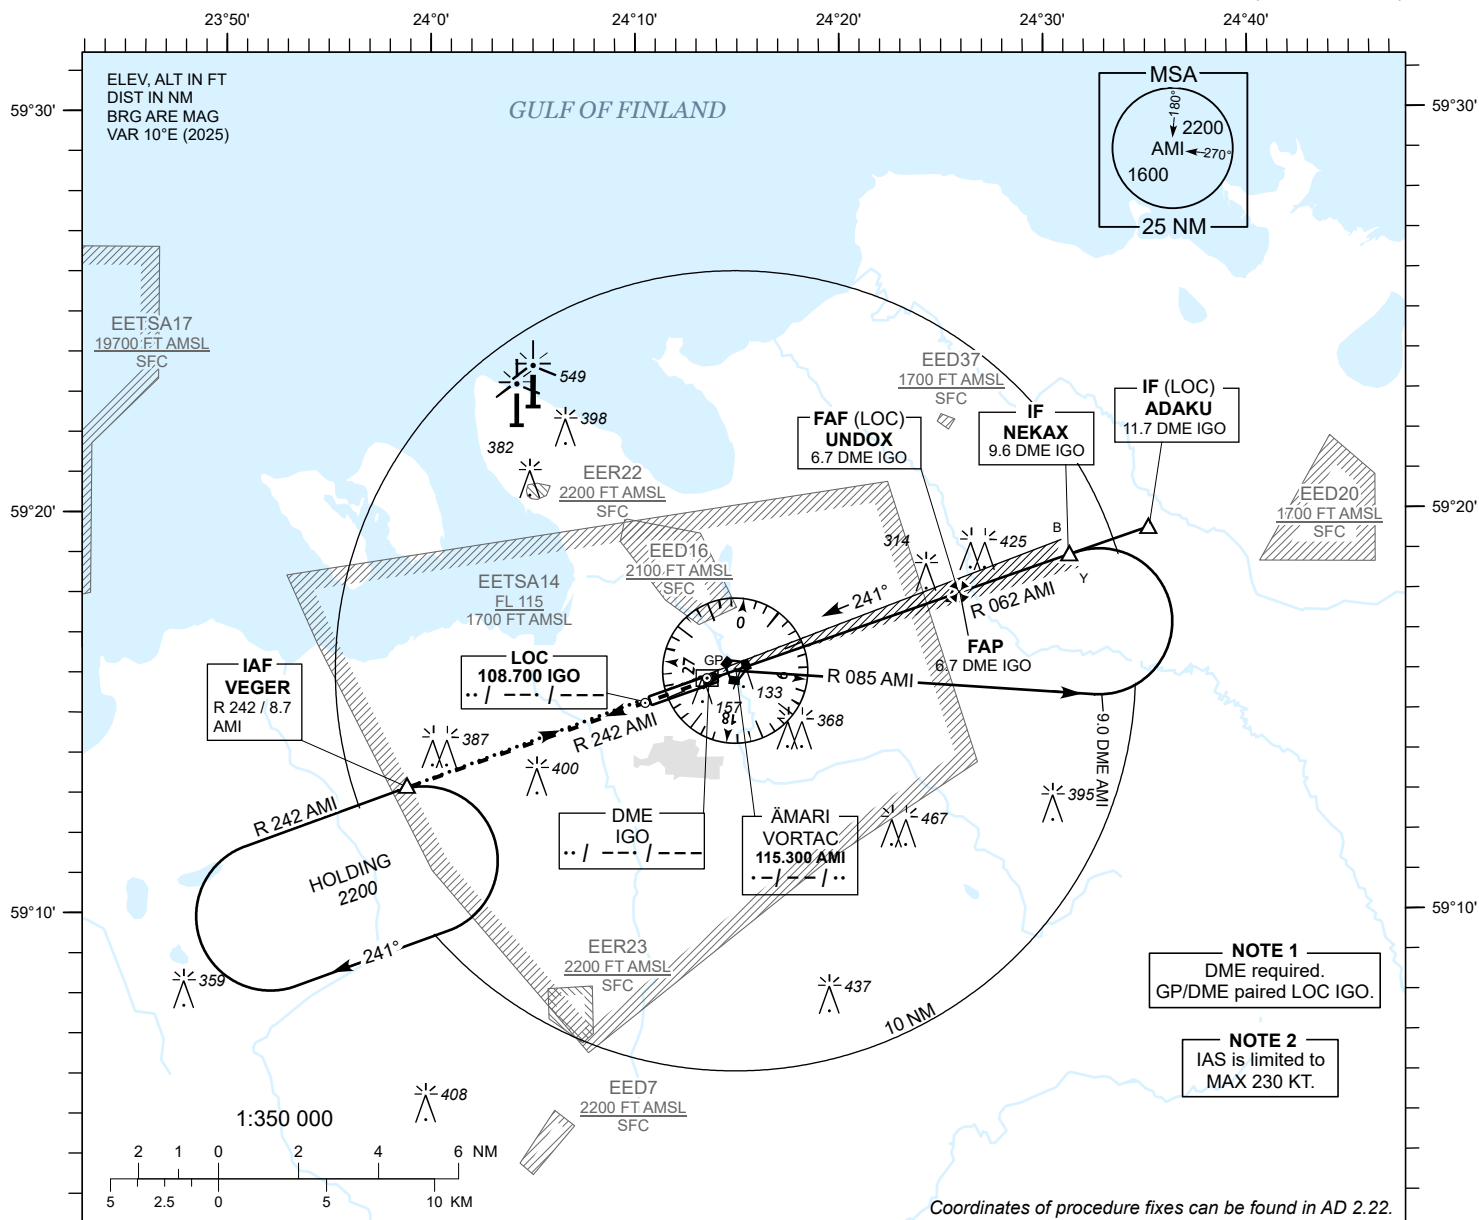 23°50'
24°0'
24°10'
24°20'
24°30'
24°40'
59°30'
59°30'
ELEV, ALT IN FT
DIST IN NM
BRG ARE MAG
VAR 10°E (2025)
GULF OF FINLAND
MSA
180°
2200
AMI
270°
1600
25 NM
EETSA17
19700 FT AMSL
SFC
549
398
382
EED37
1700 FT AMSL
SFC
FAF (LOC)
UNDOX
6.7 DME IGO
IF
NEKAX
9.6 DME IGO
IF (LOC)
ADAKU
11.7 DME IGO
EER22
2200 FT AMSL
SFC
EED20
1700 FT AMSL
SFC
59°20'
59°20'
314
425
B
Y
EED16
2100 FT AMSL
SFC
EETSA14
FL 115
1700 FT AMSL
241°
R 062 AMI
0
9
18
27
GP
FAP
6.7 DME IGO
R 085 AMI
IAF
VEGER
R 242 / 8.7
AMI
LOC
108.700 IGO
·· / – – · / – – –
133
157
368
R 242 AMI
387
400
9.0 DME AMI
395
R 242 AMI
DME
IGO
·· / – – · / – – –
ÄMARI
VORTAC
115.300 AMI
· – / – – / ··
467
HOLDING
2200
59°10'
59°10'
241°
359
EER23
2200 FT AMSL
SFC
437
10 NM
NOTE 1
DME required.
GP/DME paired LOC IGO.
NOTE 2
IAS is limited to
MAX 230 KT.
408
EED7
2200 FT AMSL
SFC
1:350 000
2 1 0 2 4 6 NM
5 2.5 0 5 10 KM
Coordinates of procedure fixes can be found in AD 2.22.